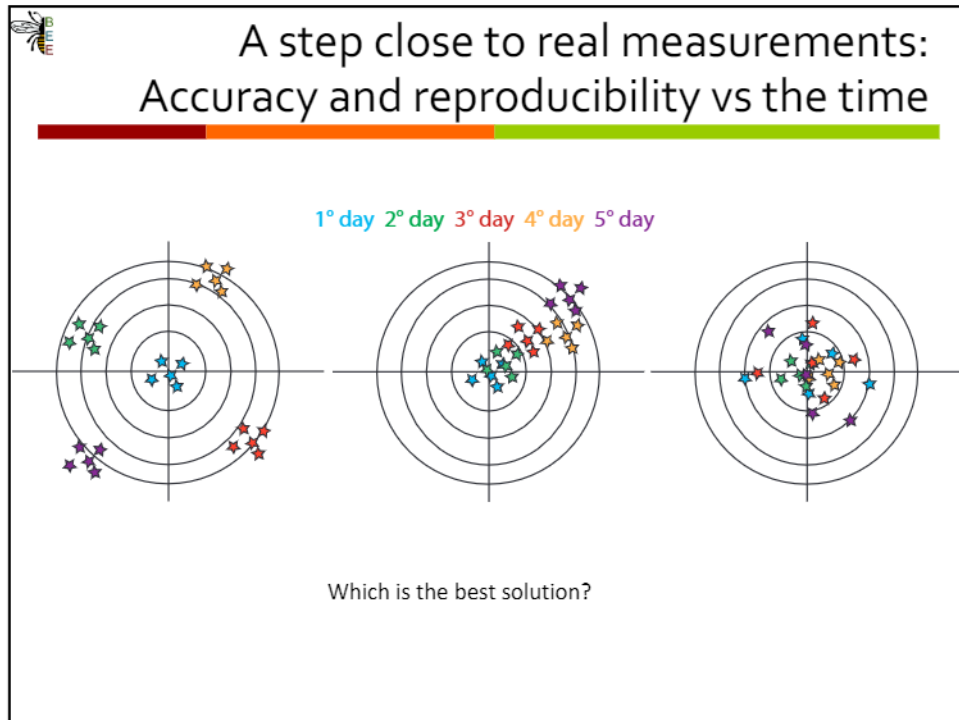 BEE
A step close to real measurements:
Accuracy and reproducibility vs the time
1° day 2° day 3° day 4° day 5° day
Which is the best solution?